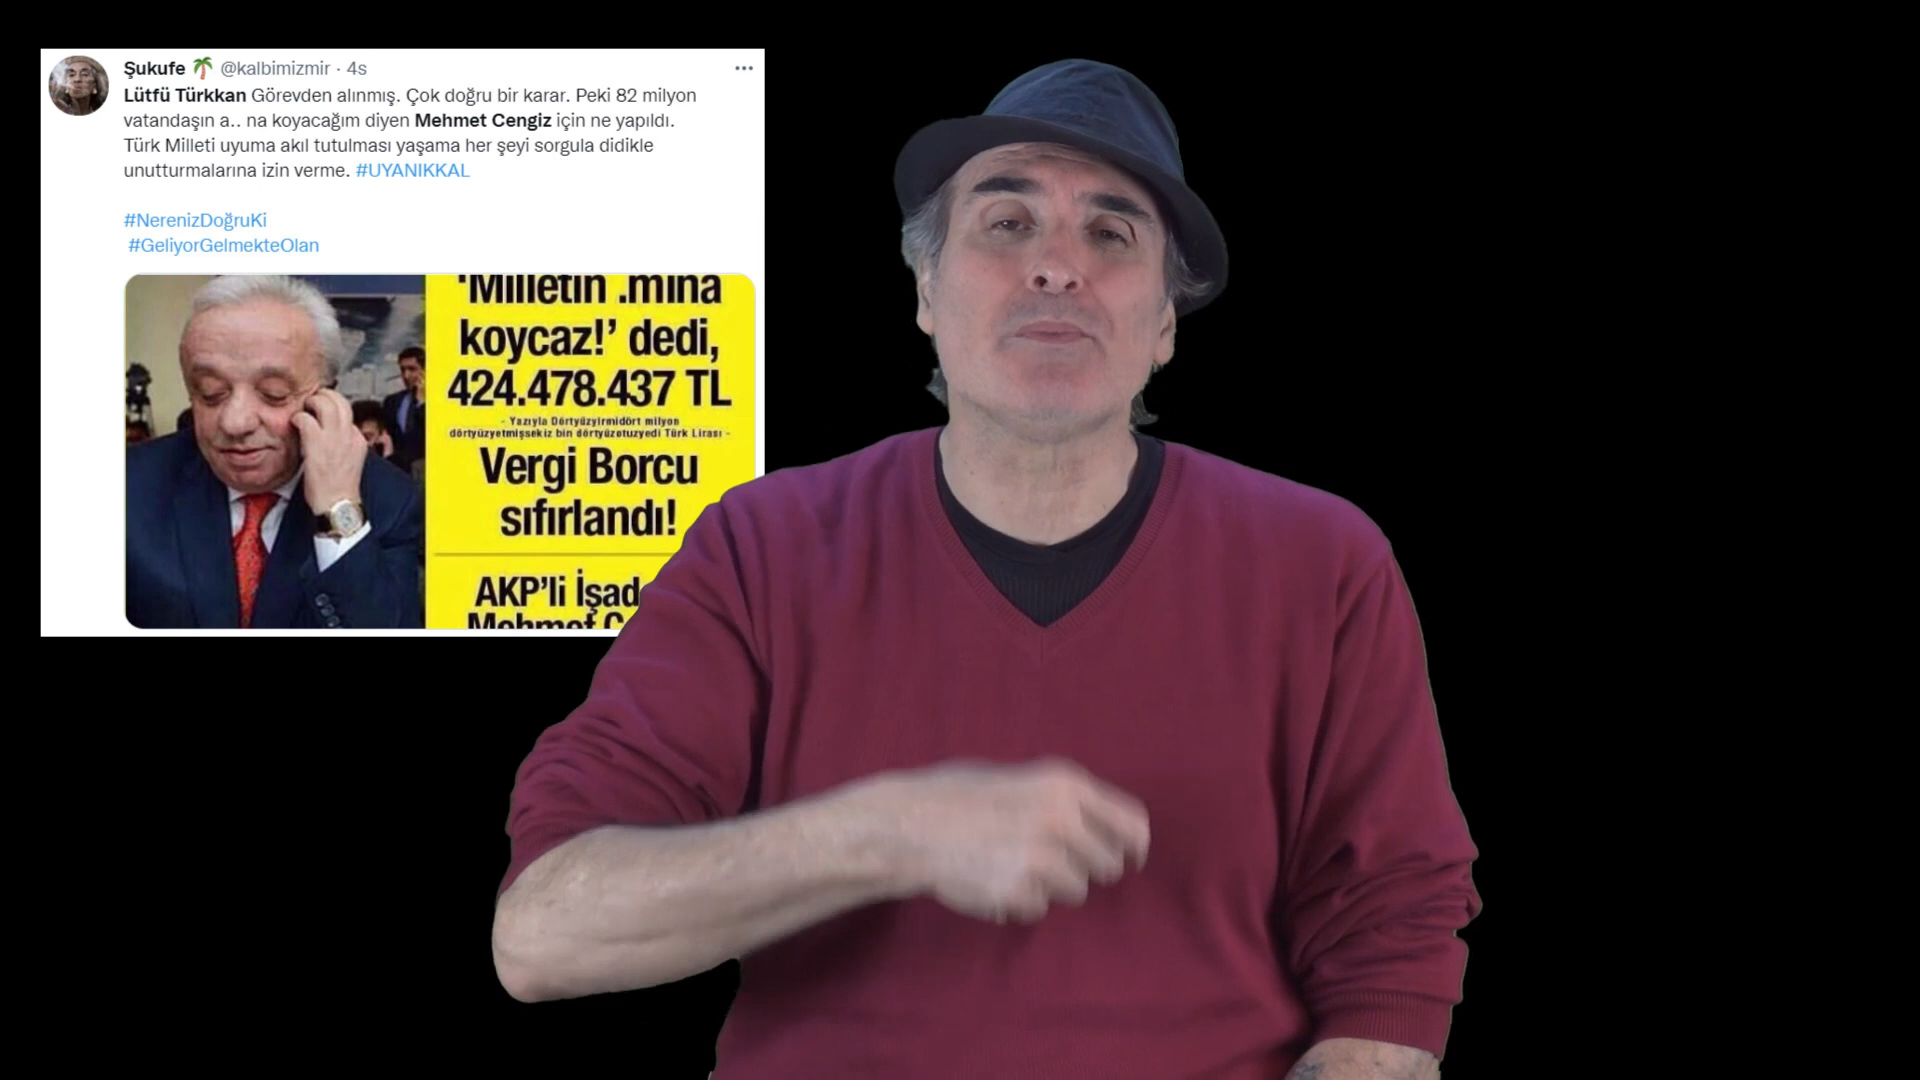 Şukufe 🌴 @kalbimizmir · 4s
Lütfü Türkkan Görevden alınmış. Çok doğru bir karar. Peki 82 milyon
vatandaşın a.. na koyacağım diyen Mehmet Cengiz için ne yapıldı.
Türk Milleti uyuma akıl tutulması yaşama her şeyi sorgula didikle
unutturmalarına izin verme. #UYANIKKAL
#NerenizDoğruKi
#GeliyorGelmekteOlan
'Milletin .mına
koycaz!' dedi,
424.478.437 TL
- Yazıyla Dörtyüzyirmidört milyon
dörtyüzyetmişsekiz bin dörtyüzotuzyedi Türk Lirası -
Vergi Borcu
sıfırlandı!
AKP'li İşad
Mehmet C